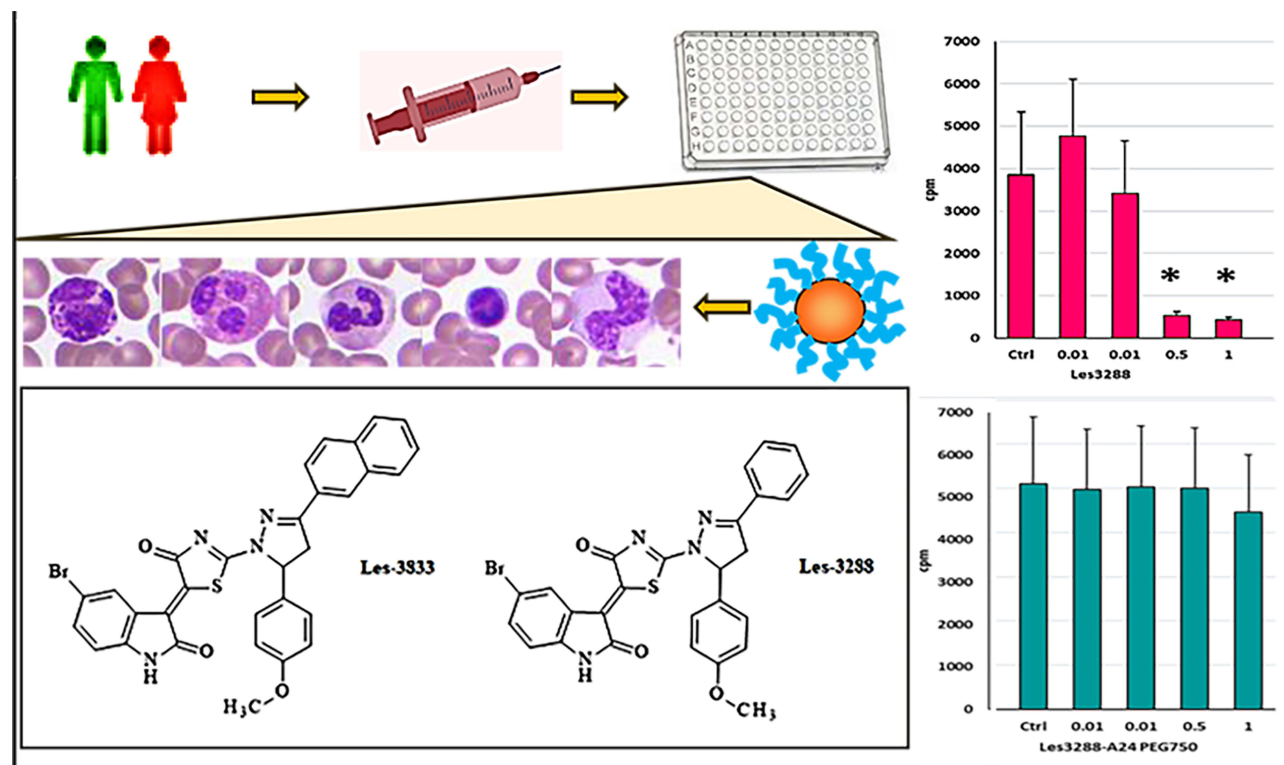 A
B
C
D
E
F
G
H
7000
6000
5000
4000
3000
2000
1000
0
cpm
* *
Ctrl 0.01 0.01 0.5 1
Les3288
Br
O
N
S
N
N
O
N
H
O
H₃C
Les-3833
Br
O
N
S
N
N
O
N
H
O
CH₃
Les-3288
7000
6000
5000
4000
3000
2000
1000
0
cpm
Ctrl 0.01 0.01 0.5 1
Les3288-A24 PEG750